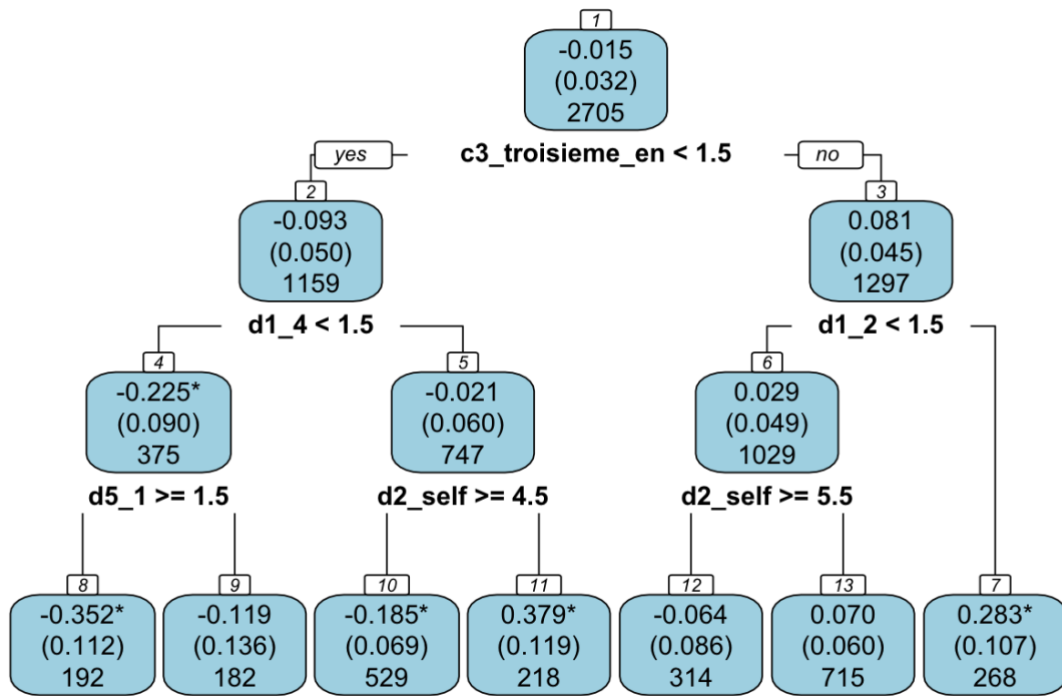 1
-0.015
(0.032)
2705
yes c3_troisieme_en < 1.5 no
2 3
-0.093 0.081
(0.050) (0.045)
1159 1297
d1_4 < 1.5 d1_2 < 1.5
4 5 6
-0.225* -0.021 0.029
(0.090) (0.060) (0.049)
375 747 1029
d5_1 >= 1.5 d2_self >= 4.5 d2_self >= 5.5
8 9 10 11 12 13 7
-0.352* -0.119 -0.185* 0.379* -0.064 0.070 0.283*
(0.112) (0.136) (0.069) (0.119) (0.086) (0.060) (0.107)
192 182 529 218 314 715 268